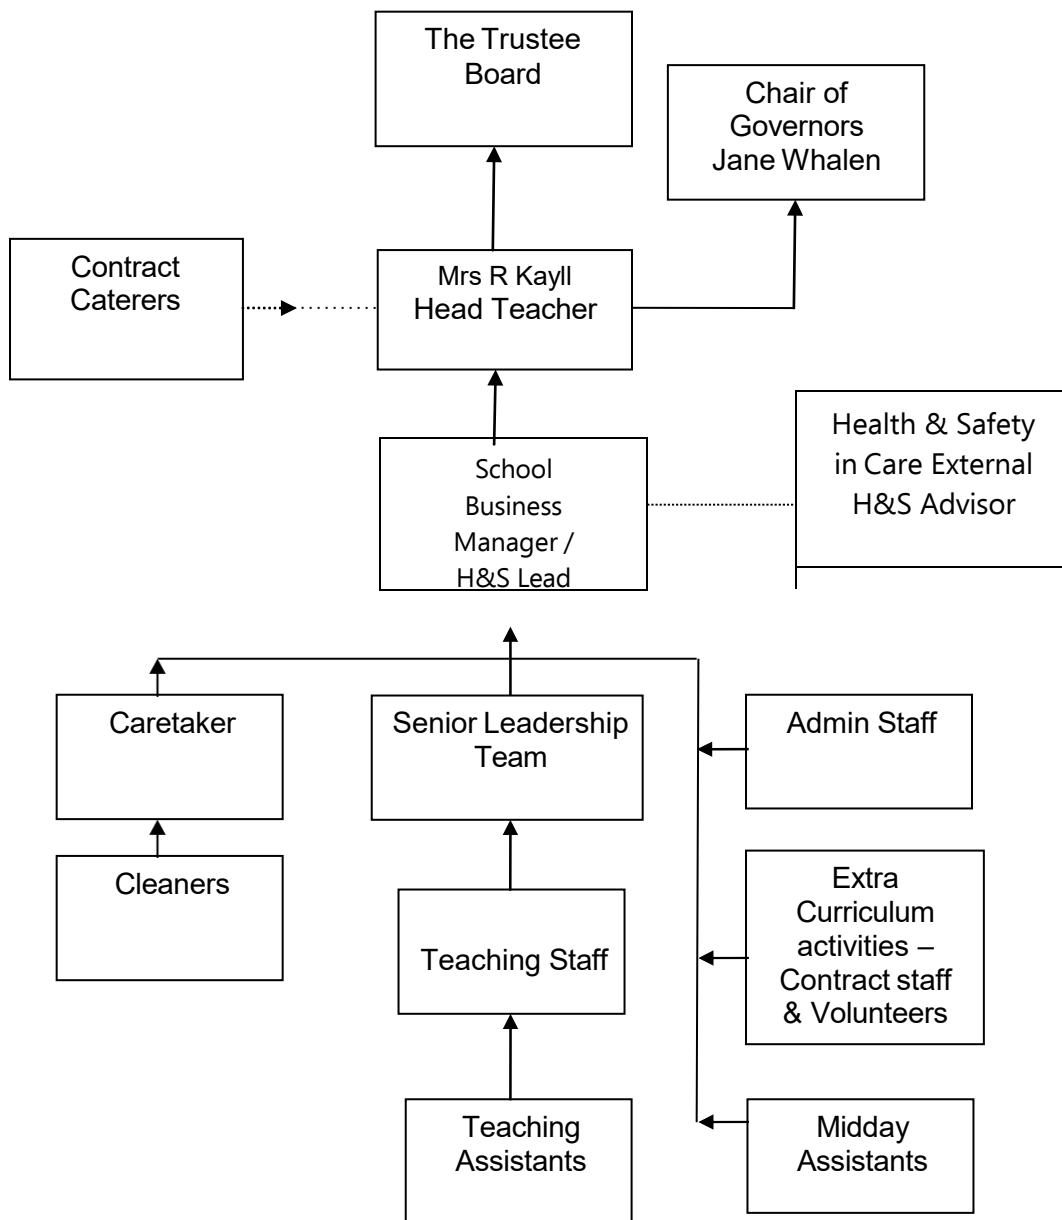 The Trustee
Board
Chair of
Governors
Jane Whalen
Contract
Caterers
Mrs R Kayll
Head Teacher
School
Business
Manager /
H&S Lead
Health & Safety
in Care External
H&S Advisor
Caretaker
Senior Leadership
Team
Admin Staff
Cleaners
Extra
Curriculum
activities –
Contract staff
& Volunteers
Teaching Staff
Teaching
Assistants
Midday
Assistants